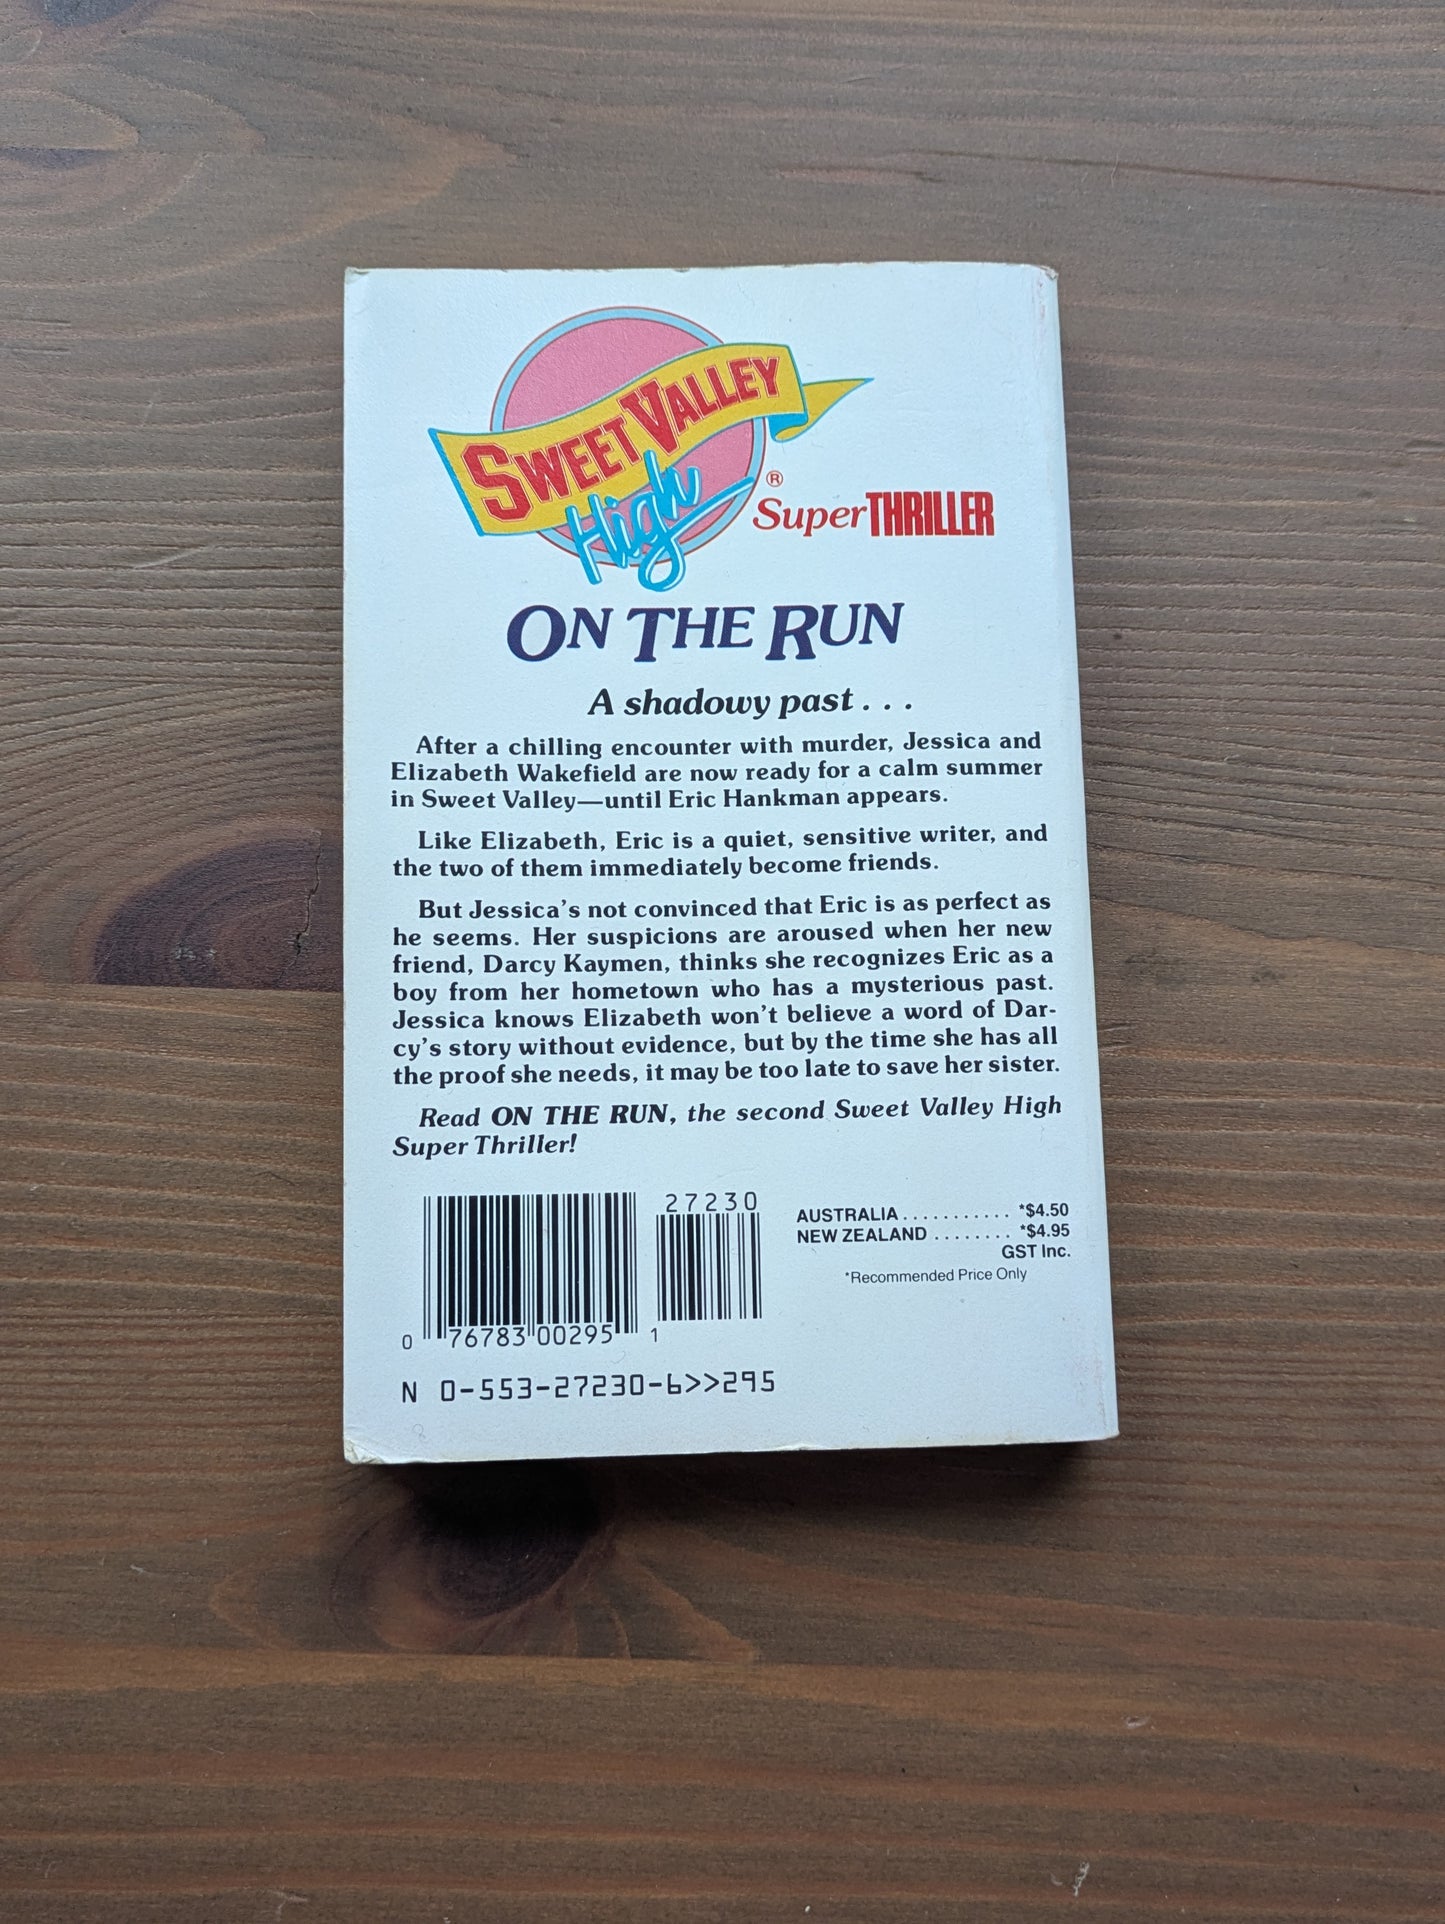 SWEET VALLEY
High®
Super THRILLER
ON THE RUN
A shadowy past . . .
After a chilling encounter with murder, Jessica and
Elizabeth Wakefield are now ready for a calm summer
in Sweet Valley—until Eric Hankman appears.
Like Elizabeth, Eric is a quiet, sensitive writer, and
the two of them immediately become friends.
But Jessica's not convinced that Eric is as perfect as
he seems. Her suspicions are aroused when her new
friend, Darcy Kaymen, thinks she recognizes Eric as a
boy from her hometown who has a mysterious past.
Jessica knows Elizabeth won't believe a word of Dar-
cy's story without evidence, but by the time she has all
the proof she needs, it may be too late to save her sister.
Read ON THE RUN, the second Sweet Valley High
Super Thriller!
27230
0 76783 00295 1
AUSTRALIA . . . . . . . . . . . *$4.50
NEW ZEALAND . . . . . . . . *$4.95
GST Inc.
*Recommended Price Only
N 0-553-27230-6>>295